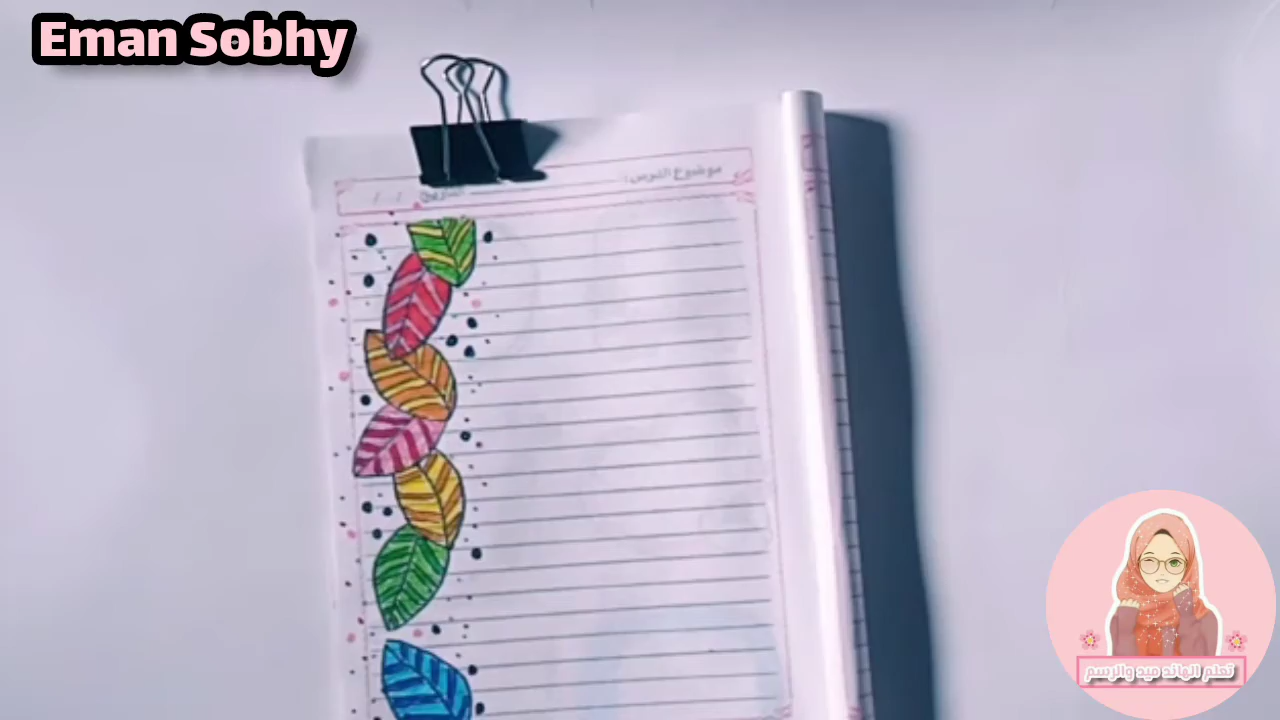 Eman Sobhy
موضوع الدرس :
التاريخ / /
تعلم الهاند ميد والرسم